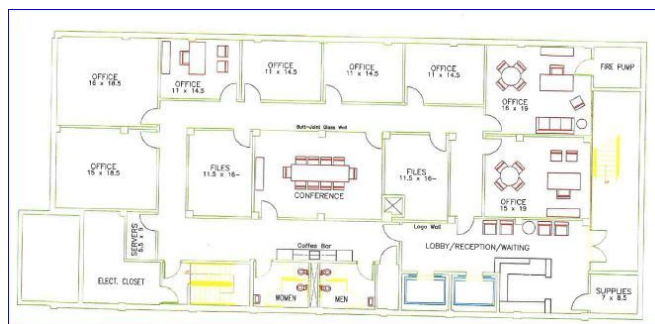 OFFICE
16 x 18.5
OFFICE
11 x 14.5
OFFICE
11 x 14.5
OFFICE
11 x 14.5
OFFICE
11 x 14.5
OFFICE
16 x 19
FIRE PUMP
Butt-Joint Glass Wall
OFFICE
15 x 18.5
FILES
11.5 x 16-
CONFERENCE
FILES
11.5 x 16-
OFFICE
15 x 19
SERVERS
Coffee Bar
Logo Wall
LOBBY/RECEPTION/WAITING
ELECT. CLOSET
WOMEN
MEN
SUPPLIES
7 x 8.5